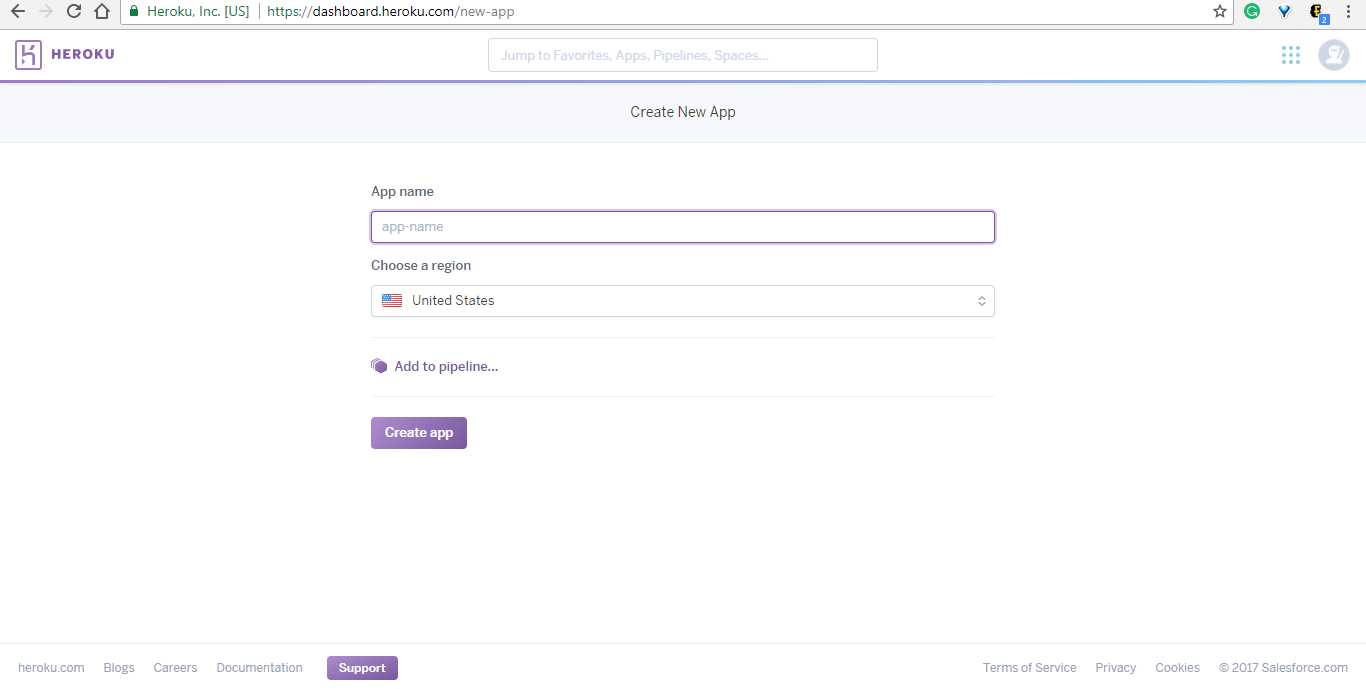 Heroku, Inc. [US] https://dashboard.heroku.com/new-app
2
HEROKU
Jump to Favorites, Apps, Pipelines, Spaces...
Create New App
App name
app-name
Choose a region
United States
Add to pipeline...
Create app
heroku.com Blogs Careers Documentation Support Terms of Service Privacy Cookies © 2017 Salesforce.com